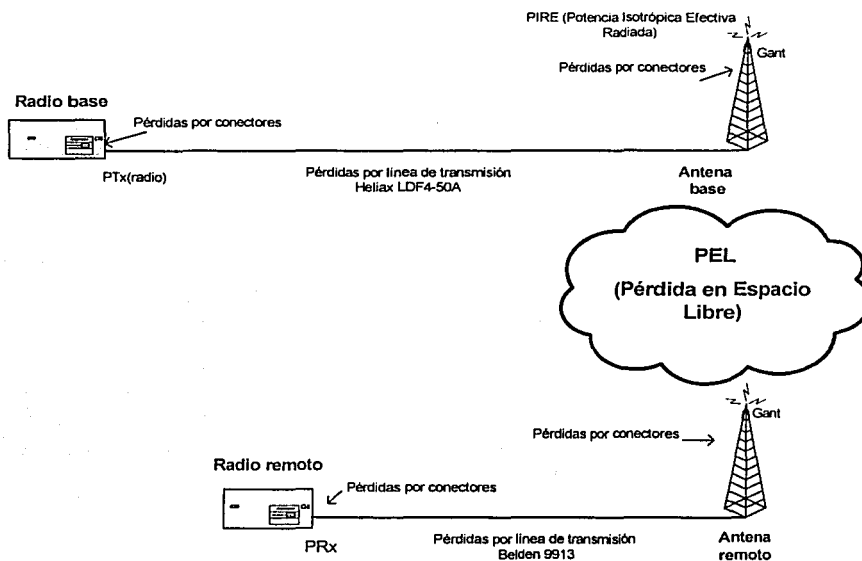 PIRE (Potencia Isotrópica Efectiva
Radiada)
Gant
Pérdidas por conectores
Radio base
Pérdidas por conectores
PTx(radio)
Pérdidas por línea de transmisión
Heliax LDF4-50A
Antena
base
PEL
(Pérdida en Espacio
Libre)
Gant
Pérdidas por conectores
Radio remoto
Pérdidas por conectores
PRx
Pérdidas por línea de transmisión
Belden 9913
Antena
remoto